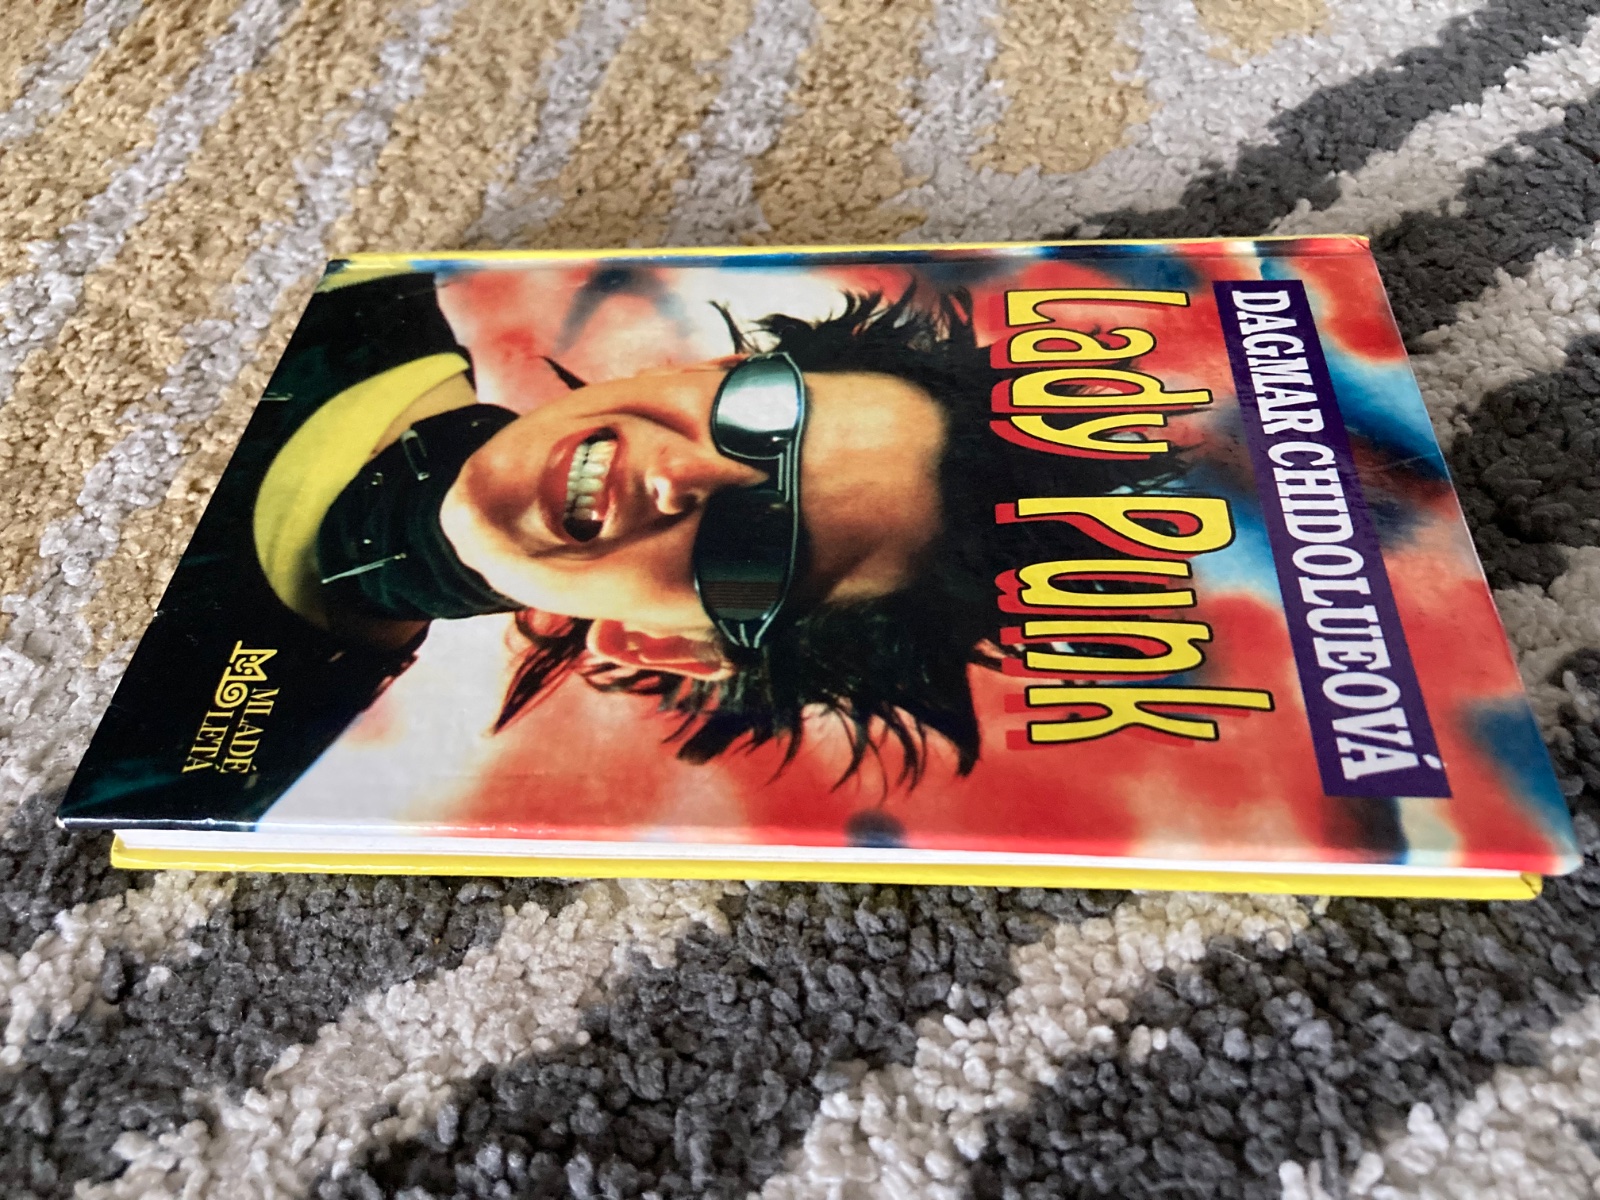 DAGMAR CHIDOLUEOVÁ
Lady Punk
MLADÉ
LETÁ